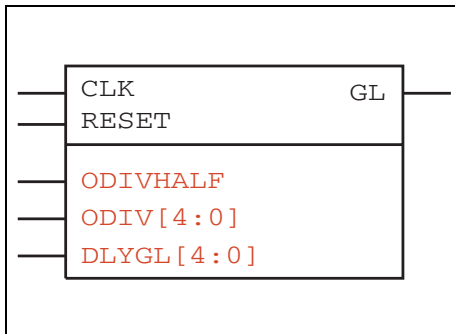 CLK GL
RESET
ODIVHALF
ODIV[4:0]
DLYGL[4:0]